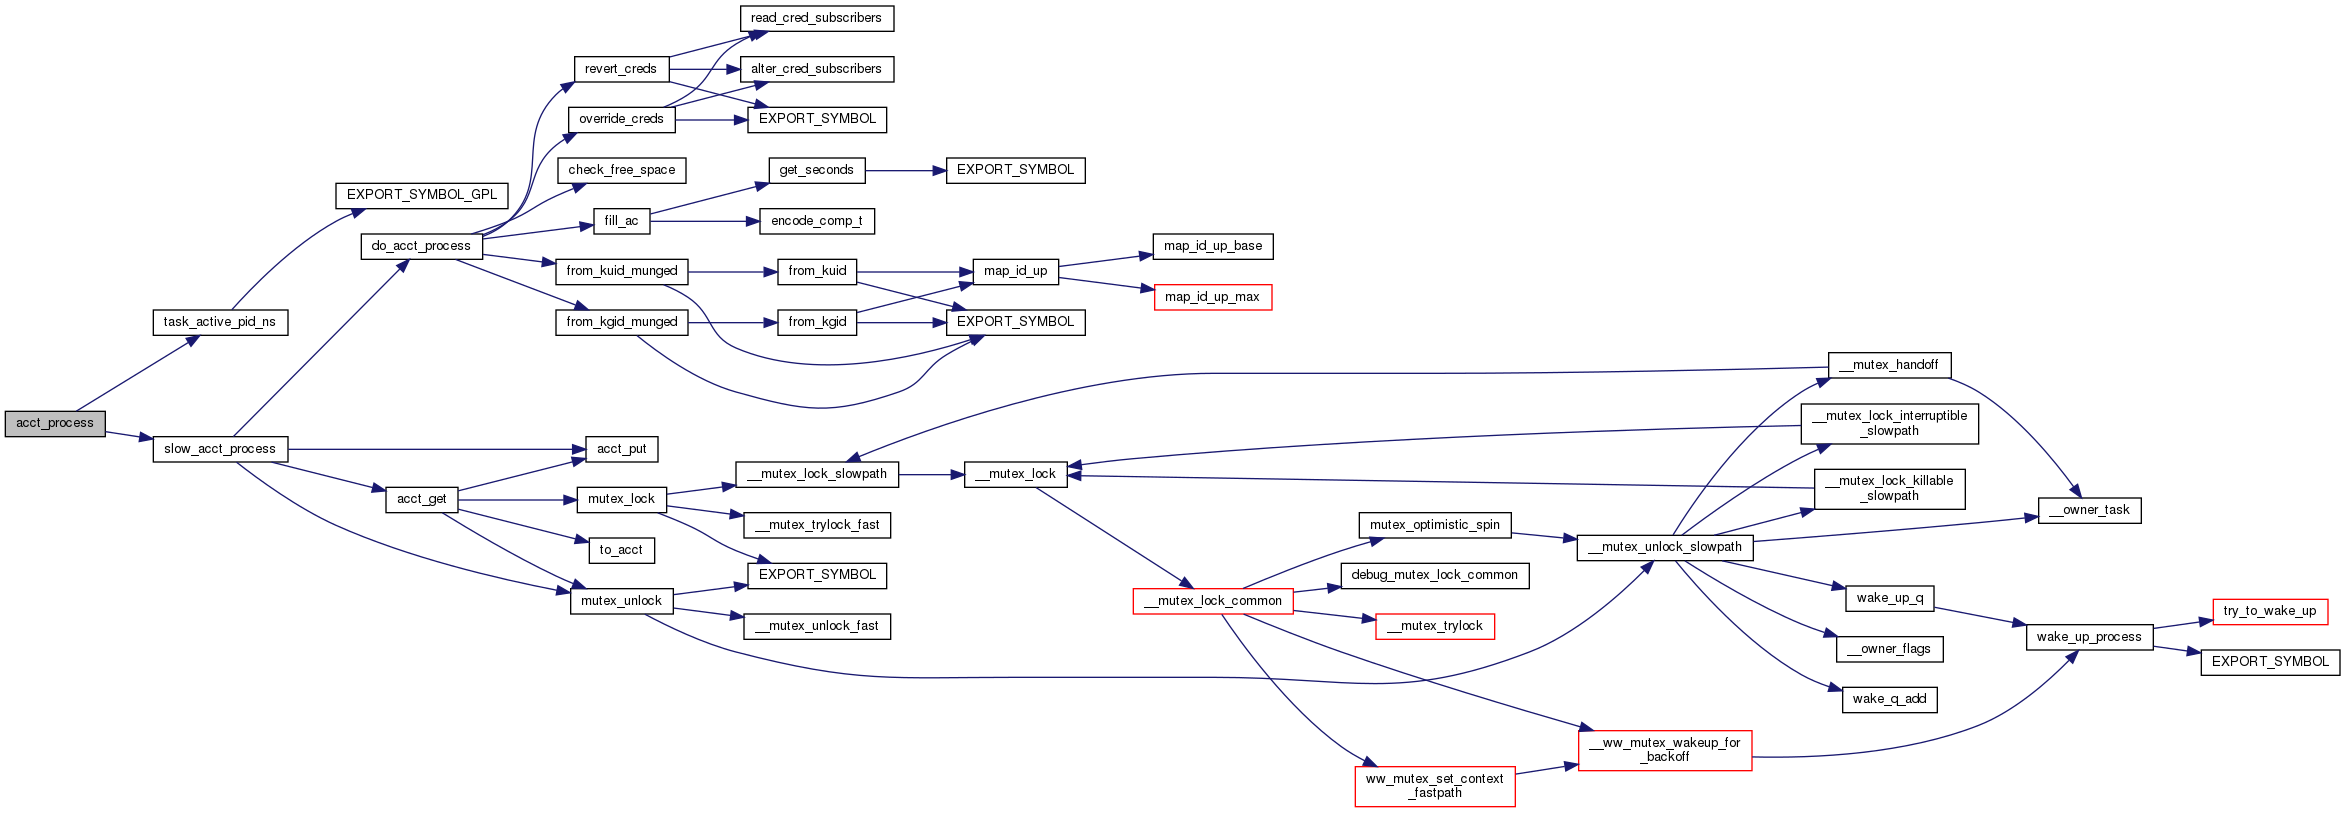 read_cred_subscribers
revert_creds
alter_cred_subscribers
override_creds
EXPORT_SYMBOL
check_free_space
get_seconds
EXPORT_SYMBOL
EXPORT_SYMBOL_GPL
fill_ac
encode_comp_t
do_acct_process
map_id_up_base
from_kuid_munged
from_kuid
map_id_up
map_id_up_max
task_active_pid_ns
from_kgid_munged
from_kgid
EXPORT_SYMBOL
__mutex_handoff
acct_process
__mutex_lock_interruptible
_slowpath
slow_acct_process
acct_put
__mutex_lock_slowpath
__mutex_lock
__mutex_lock_killable
_slowpath
acct_get
mutex_lock
__owner_task
__mutex_trylock_fast
mutex_optimistic_spin
to_acct
__mutex_unlock_slowpath
EXPORT_SYMBOL
debug_mutex_lock_common
mutex_unlock
__mutex_lock_common
wake_up_q
try_to_wake_up
__mutex_unlock_fast
__mutex_trylock
wake_up_process
__owner_flags
EXPORT_SYMBOL
wake_q_add
__ww_mutex_wakeup_for
_backoff
ww_mutex_set_context
_fastpath